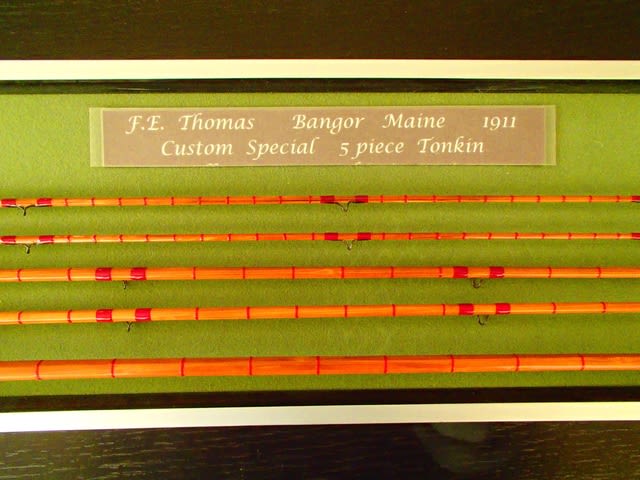 F.E. Thomas Bangor Maine 1911
Custom Special 5 piece Tonkin